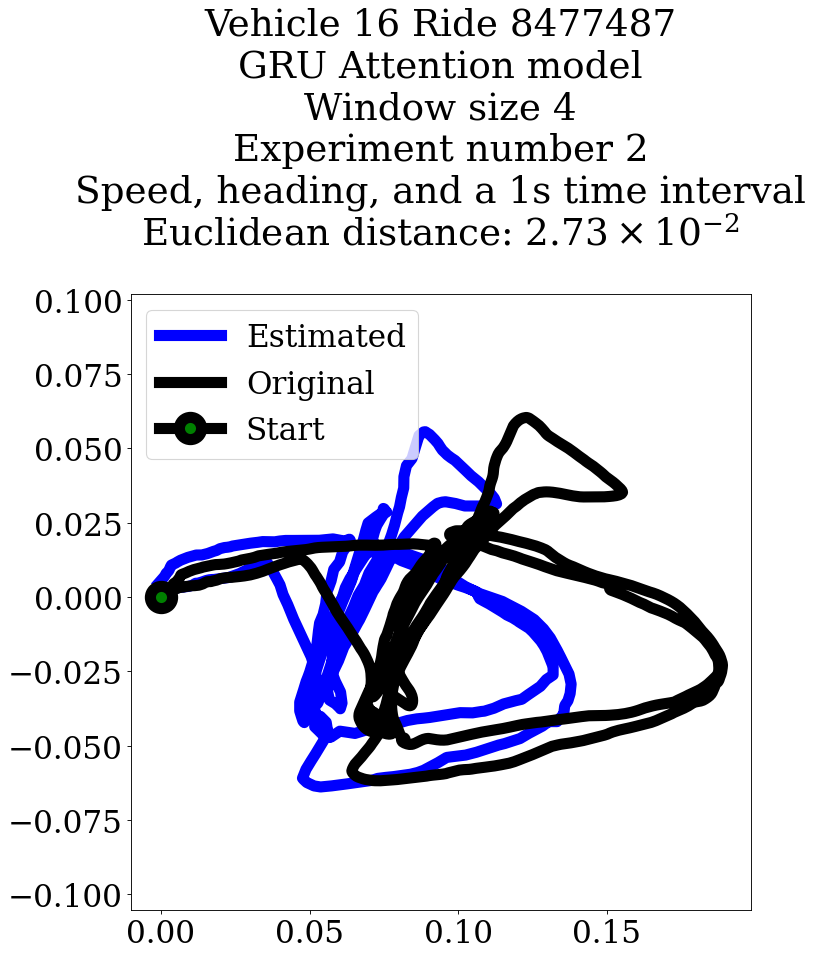 Vehicle 16 Ride 8477487
GRU Attention model
Window size 4
Experiment number 2
Speed, heading, and a 1s time interval
Euclidean distance: 2.73 × 10⁻²
0.100
0.075
0.050
0.025
0.000
−0.025
−0.050
−0.075
−0.100
Estimated
Original
Start
0.00 0.05 0.10 0.15